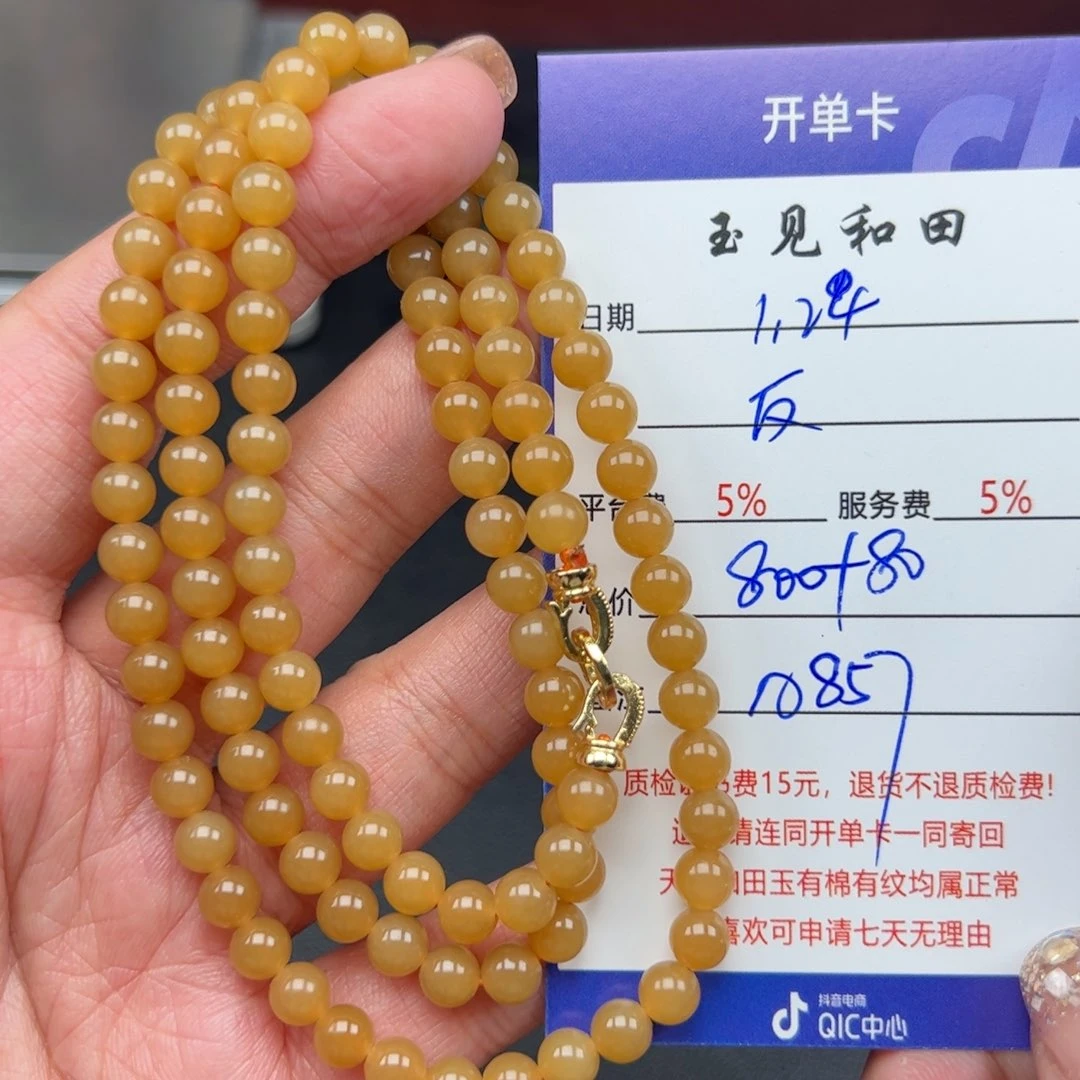 开单卡
玉见和田
日期 1.24
反
平台费 5% 服务费 5%
价 800+80
0857
质检 书费15元，退货不退质检费!
请连同开单卡一同寄回
天 和田玉有棉有纹均属正常
喜欢可申请七天无理由
抖音电商
QIC中心